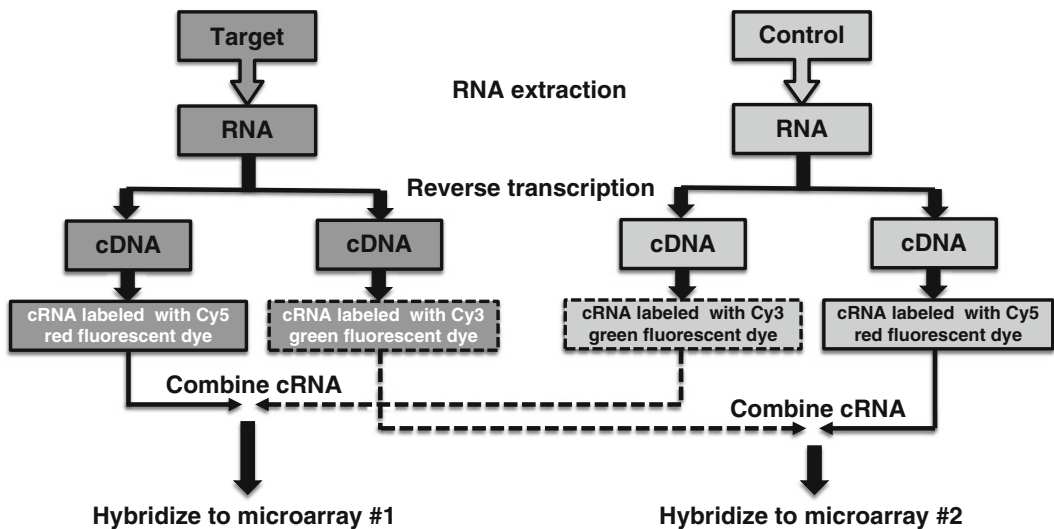 Target
Control
RNA extraction
RNA
RNA
Reverse transcription
cDNA
cDNA
cDNA
cDNA
cRNA labeled with Cy5
red fluorescent dye
cRNA labeled with Cy3
green fluorescent dye
cRNA labeled with Cy3
green fluorescent dye
cRNA labeled with Cy5
red fluorescent dye
Combine cRNA
Combine cRNA
Hybridize to microarray #1
Hybridize to microarray #2